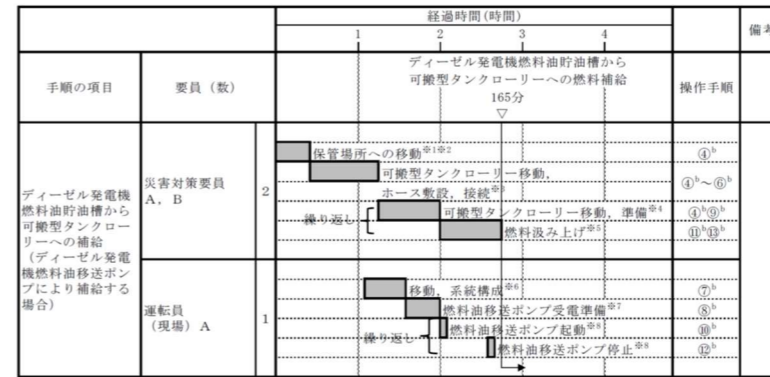 経過時間(時間)
1 2 3 4
備考
手順の項目
要員（数）
ディーゼル発電機燃料油貯油槽から
可搬型タンクローリーへの燃料補給
165分
▽
操作手順
ディーゼル発電機
燃料油貯油槽から
可搬型タンクロー
リーへの補給
（ディーゼル発電
機燃料油移送ポン
プにより補給する
場合）
災害対策要員
A，B
2
保管場所への移動※1※2
④b
可搬型タンクローリー移動，
ホース敷設，接続※3
④b～⑥b
繰り返し
可搬型タンクローリー移動，準備※4
④b⑨b
燃料汲み上げ※5
⑪b⑬b
運転員
（現場）A
1
移動，系統構成※6
⑦b
燃料油移送ポンプ受電準備※7
⑧b
繰り返し
燃料油移送ポンプ起動※8
⑩b
燃料油移送ポンプ停止※8
⑫b